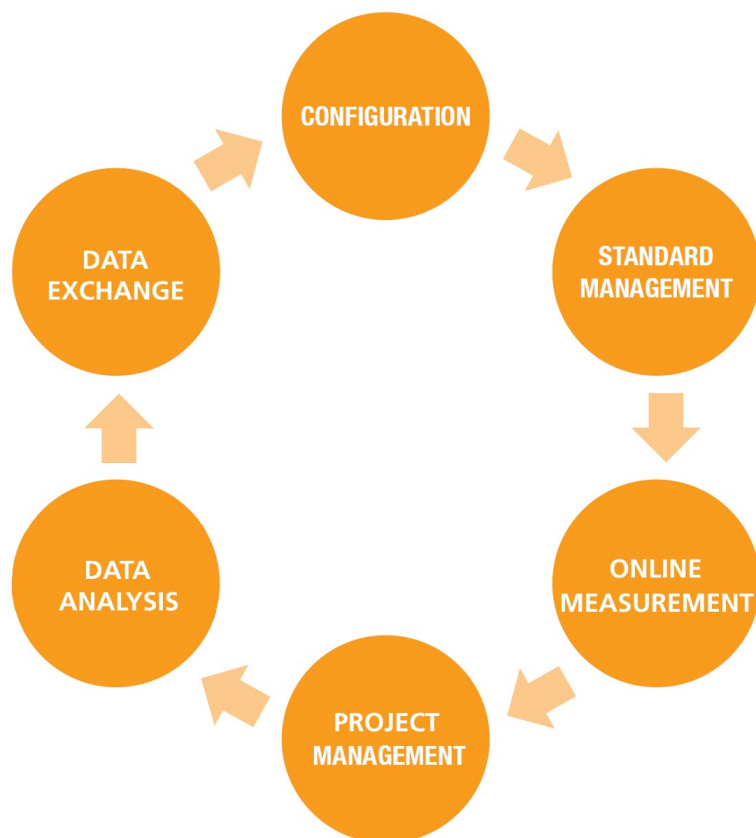 CONFIGURATION
STANDARD
MANAGEMENT
ONLINE
MEASUREMENT
PROJECT
MANAGEMENT
DATA
ANALYSIS
DATA
EXCHANGE